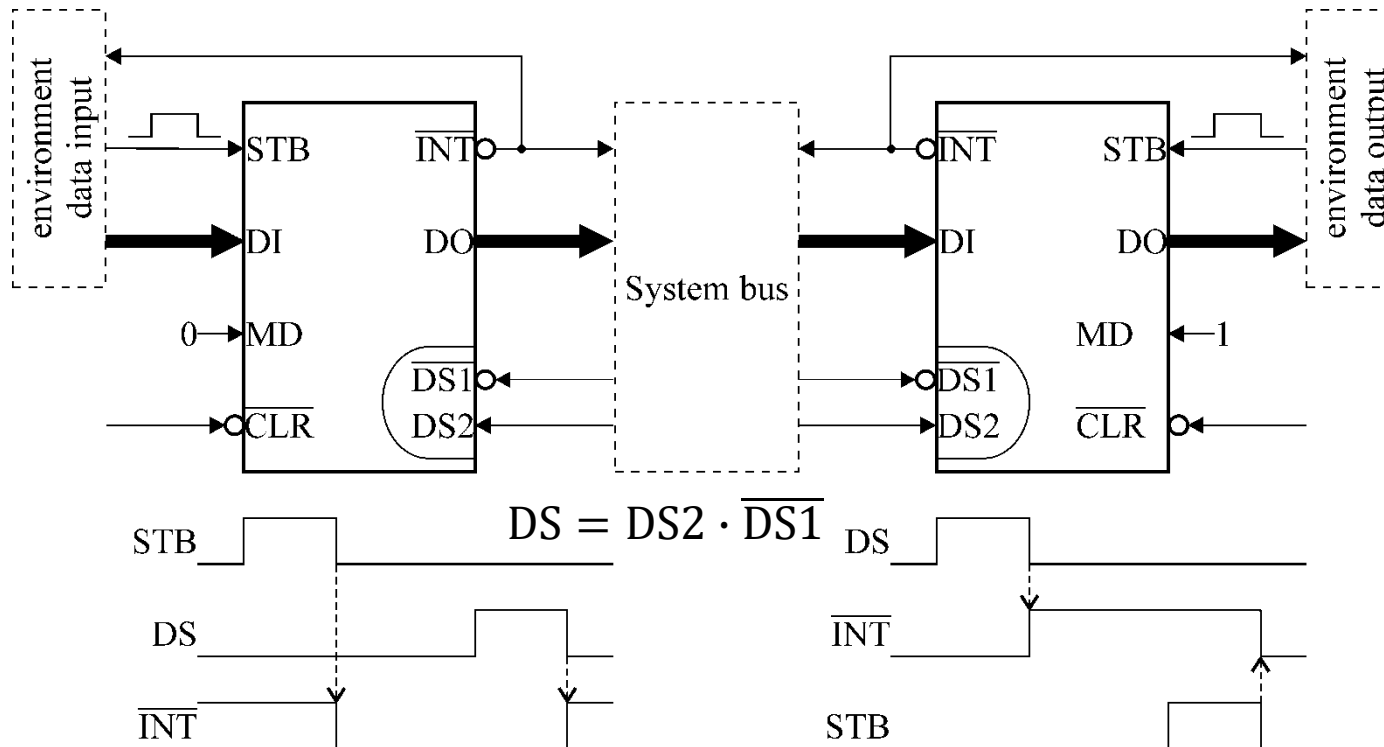 environment
data input
STB
DI
0
MD
CLR
INT
DO
DS1
DS2
System bus
INT
DI
DS1
DS2
STB
DO
MD
1
CLR
environment
data output
DS = DS2 · \overline{DS1}
STB
DS
INT
DS
INT
STB